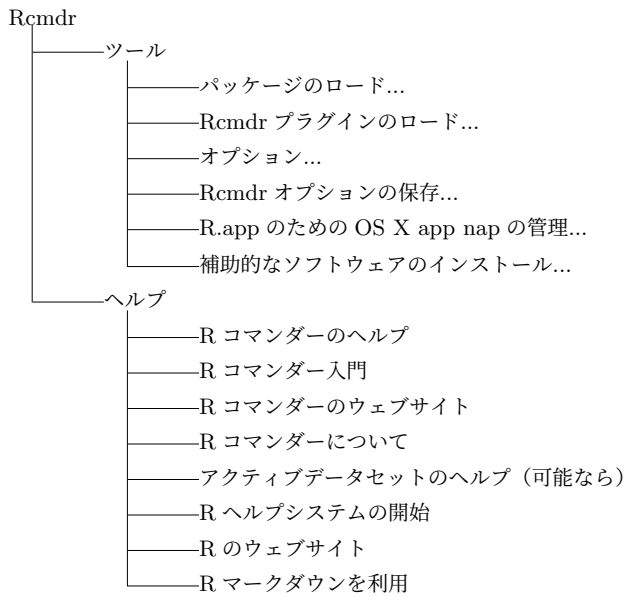 Rcmdr
ツール
パッケージのロード...
Rcmdr プラグインのロード...
オプション...
Rcmdr オプションの保存...
R.app のための OS X app nap の管理...
補助的なソフトウェアのインストール...
ヘルプ
R コマンダーのヘルプ
R コマンダー入門
R コマンダーのウェブサイト
R コマンダーについて
アクティブデータセットのヘルプ（可能なら）
R ヘルプシステムの開始
R のウェブサイト
R マークダウンを利用